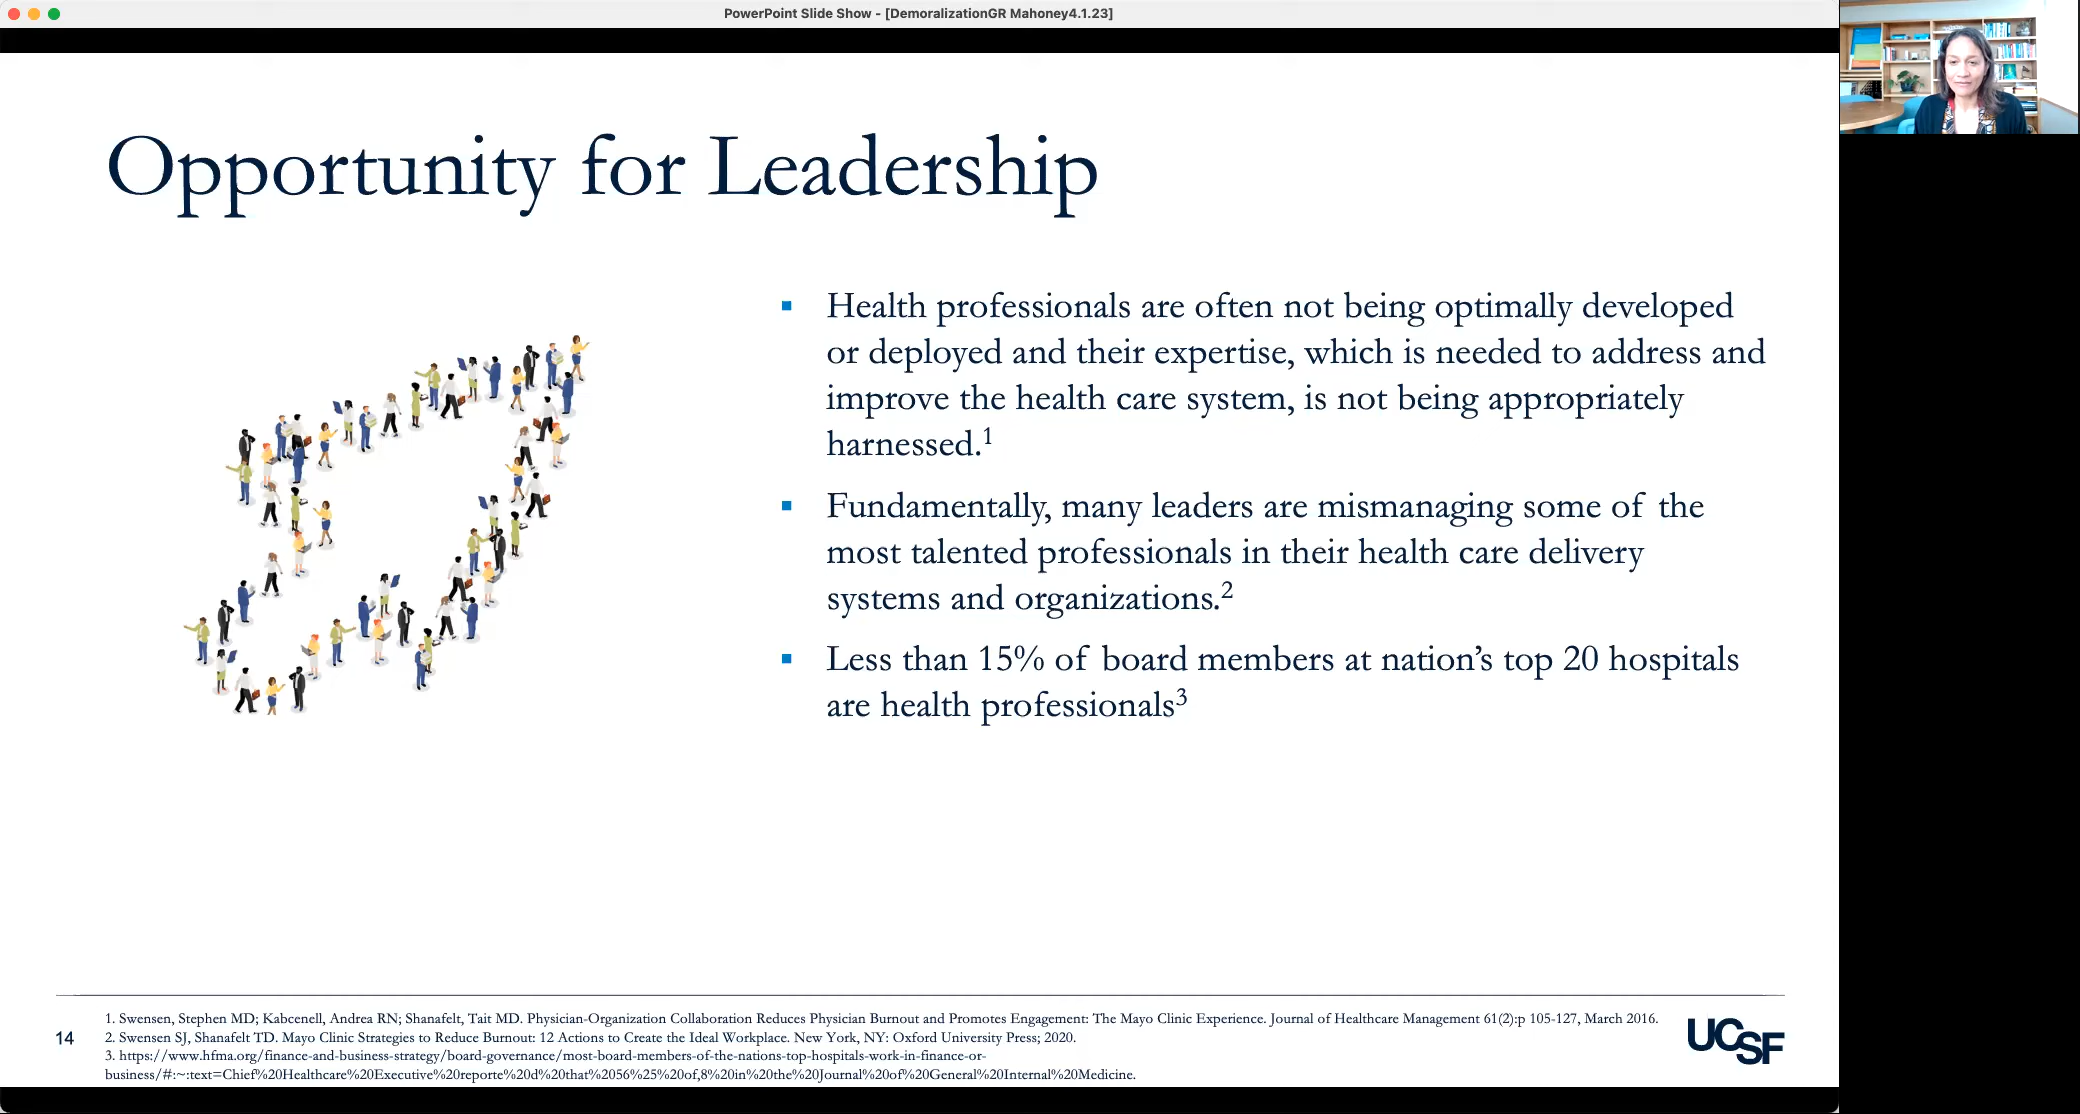 PowerPoint Slide Show - [DemoralizationGR Mahoney4.1.23]
Opportunity for Leadership
▪ Health professionals are often not being optimally developed
or deployed and their expertise, which is needed to address and
improve the health care system, is not being appropriately
harnessed.1
▪ Fundamentally, many leaders are mismanaging some of the
most talented professionals in their health care delivery
systems and organizations.2
▪ Less than 15% of board members at nation's top 20 hospitals
are health professionals3
14
1. Swensen, Stephen MD; Kabcenell, Andrea RN; Shanafelt, Tait MD. Physician-Organization Collaboration Reduces Physician Burnout and Promotes Engagement: The Mayo Clinic Experience. Journal of Healthcare Management 61(2):p 105-127, March 2016.
2. Swensen SJ, Shanafelt TD. Mayo Clinic Strategies to Reduce Burnout: 12 Actions to Create the Ideal Workplace. New York, NY: Oxford University Press; 2020.
3. https://www.hfma.org/finance-and-business-strategy/board-governance/most-board-members-of-the-nations-top-hospitals-work-in-finance-or-
business/#:~:text=Chief%20Healthcare%20Executive%20reporte%20d%20that%2056%25%20of,8%20in%20the%20Journal%20of%20General%20Internal%20Medicine.
UCSF